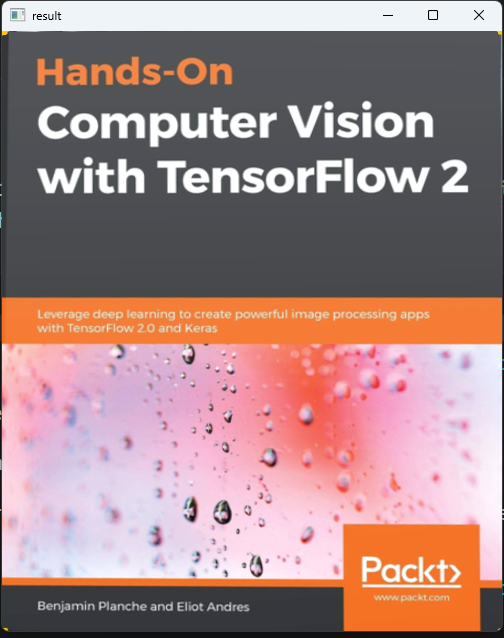 result
Hands-On
Computer Vision
with TensorFlow 2
Leverage deep learning to create powerful image processing apps
with TensorFlow 2.0 and Keras
Packt>
www.packt.com
Benjamin Planche and Eliot Andres